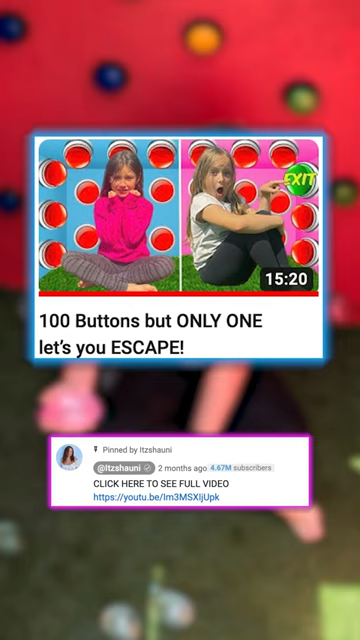 EXIT
15:20
100 Buttons but ONLY ONE
let's you ESCAPE!
Pinned by Itzshauni
@Itzshauni 2 months ago 4.67M subscribers
CLICK HERE TO SEE FULL VIDEO
https://youtu.be/Im3MSXIjUpk